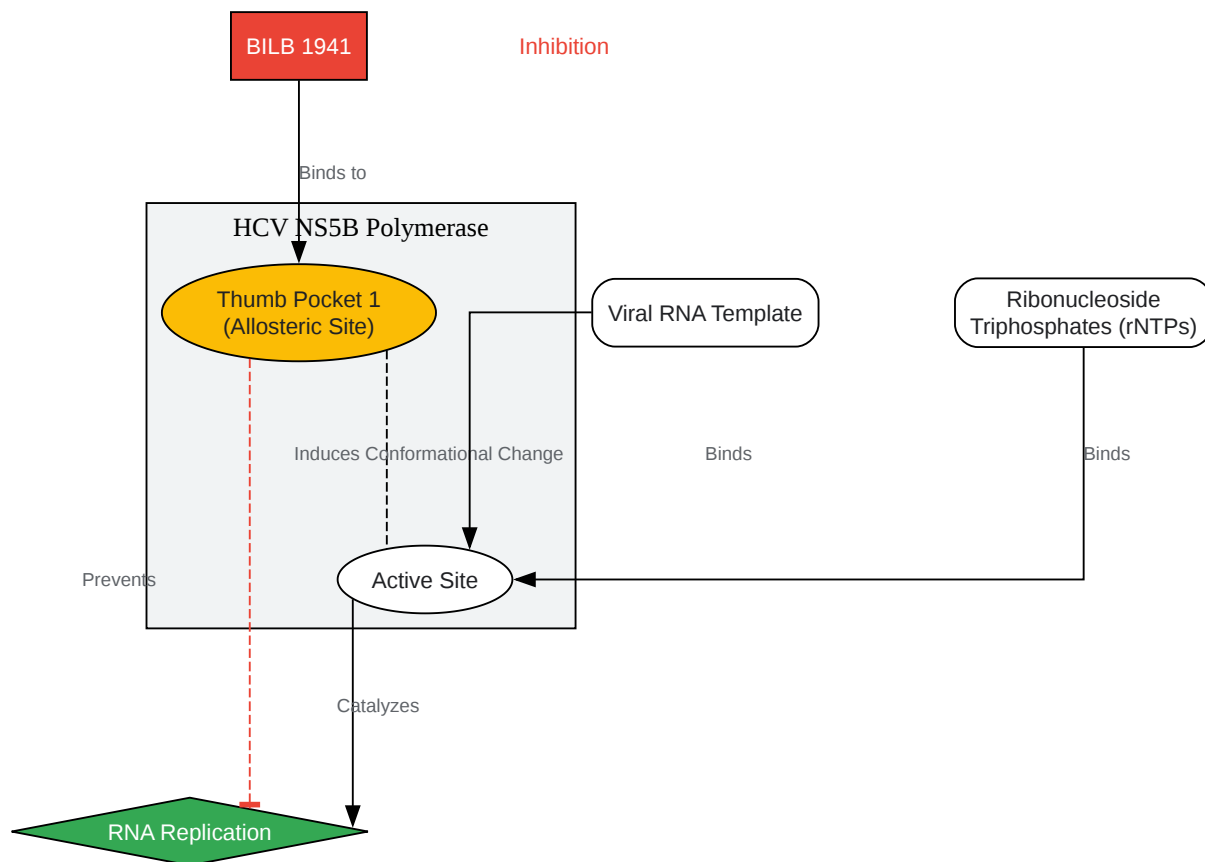 BILB 1941
Inhibition
Binds to
HCV NS5B Polymerase
Thumb Pocket 1
(Allosteric Site)
Viral RNA Template
Ribonucleoside
Triphosphates (rNTPs)
Induces Conformational Change
Binds
Binds
Prevents
Active Site
Catalyzes
RNA Replication